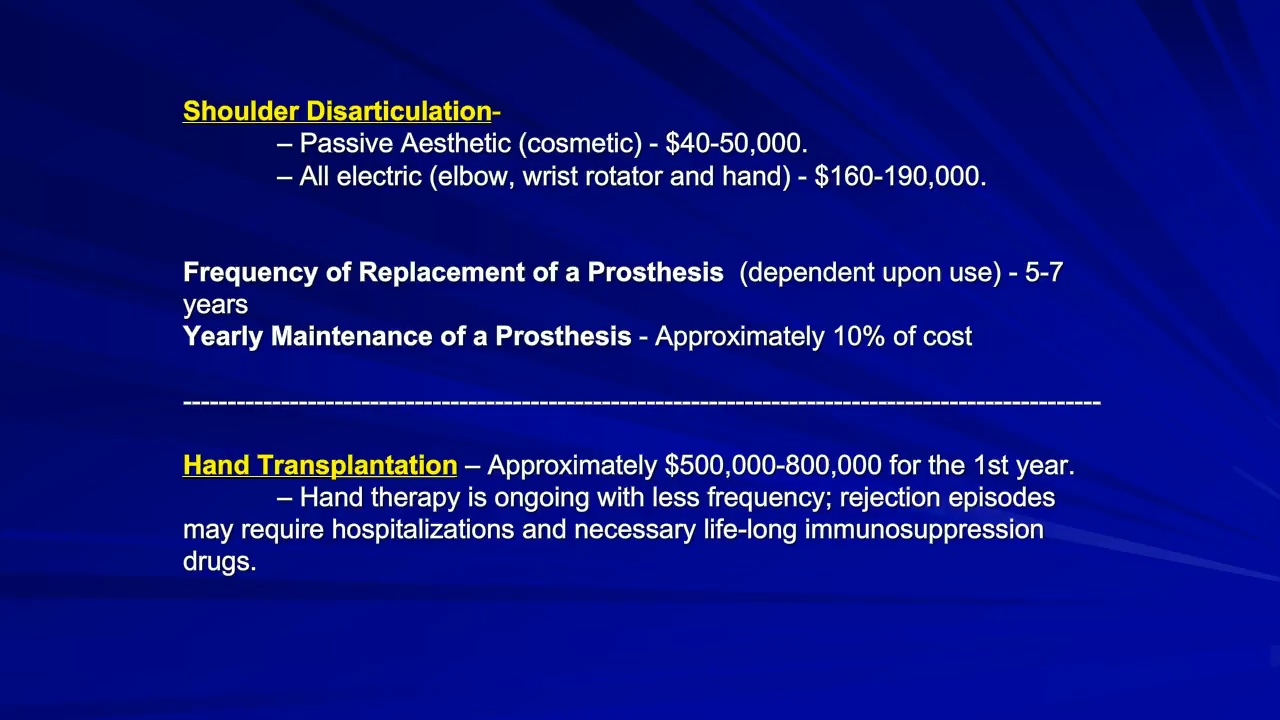 Shoulder Disarticulation-
– Passive Aesthetic (cosmetic) - $40-50,000.
– All electric (elbow, wrist rotator and hand) - $160-190,000.
Frequency of Replacement of a Prosthesis (dependent upon use) - 5-7
years
Yearly Maintenance of a Prosthesis - Approximately 10% of cost
-------------------------------------------------------------------------------------------------------
Hand Transplantation – Approximately $500,000-800,000 for the 1st year.
– Hand therapy is ongoing with less frequency; rejection episodes
may require hospitalizations and necessary life-long immunosuppression
drugs.